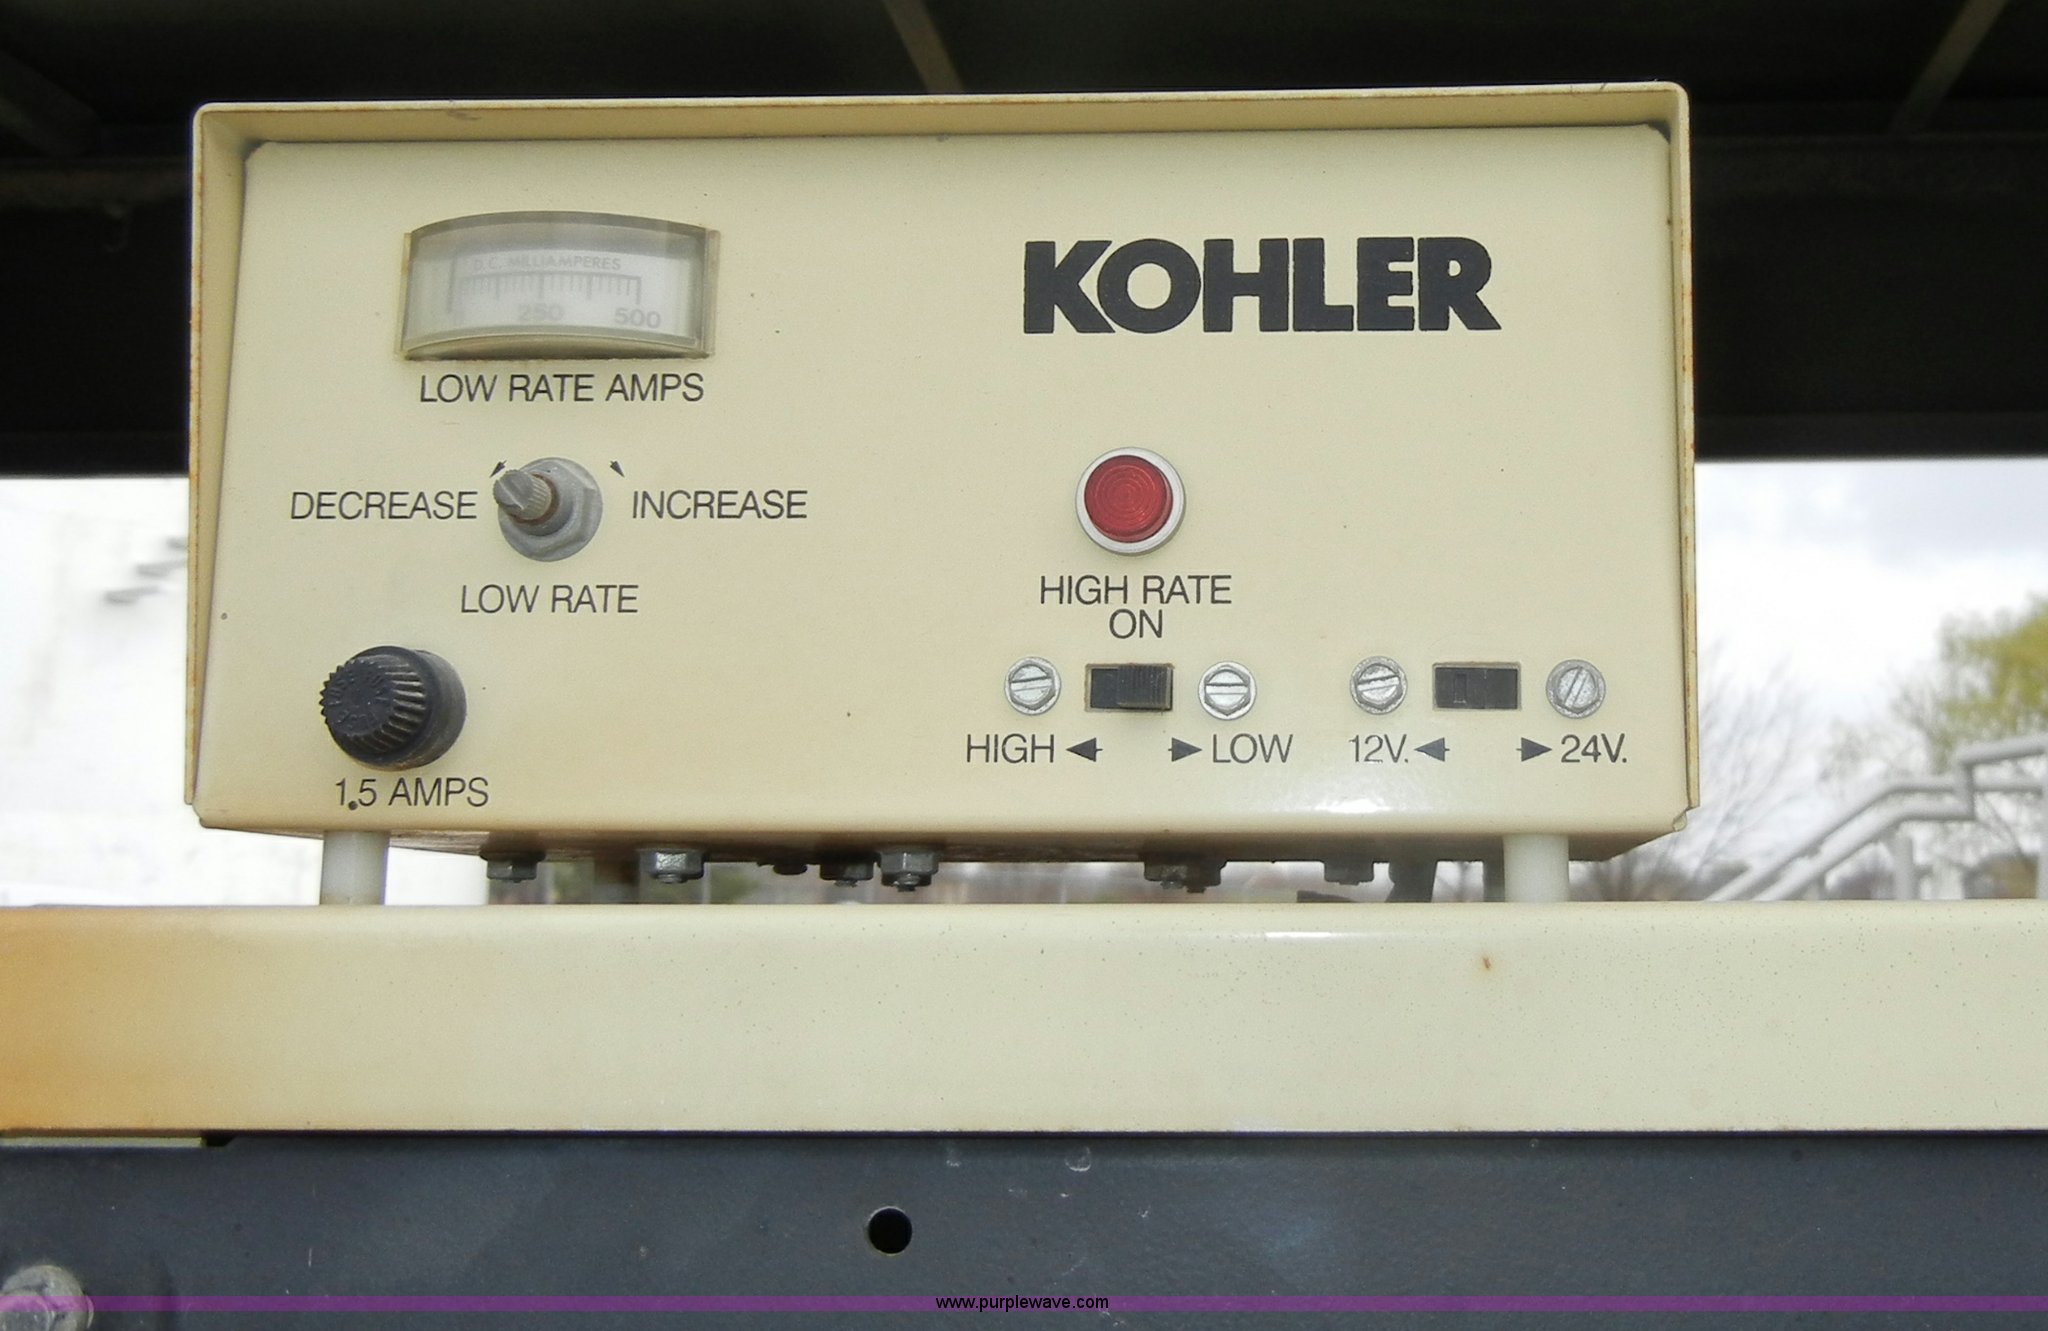 KOHLER
D.C. MILLIAMPERES
250 500
LOW RATE AMPS
DECREASE INCREASE
LOW RATE
HIGH RATE
ON
HIGH LOW 12V. 24V.
1.5 AMPS
www.purplewave.com